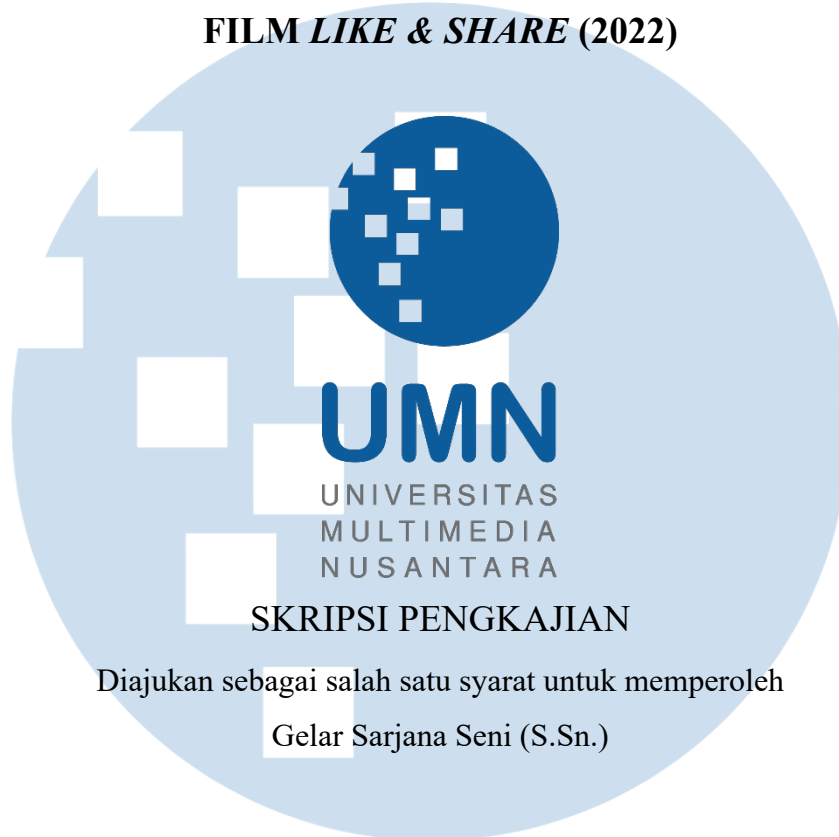 FILM LIKE & SHARE (2022)
UMN
UNIVERSITAS
MULTIMEDIA
NUSANTARA
SKRIPSI PENGKAJIAN
Diajukan sebagai salah satu syarat untuk memperoleh
Gelar Sarjana Seni (S.Sn.)